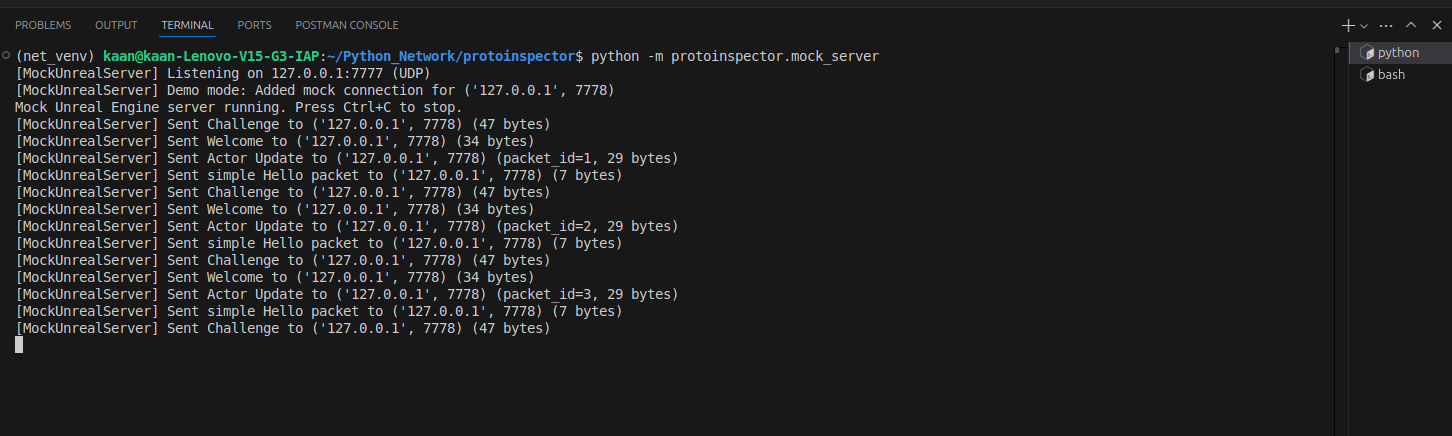 PROBLEMS OUTPUT TERMINAL PORTS POSTMAN CONSOLE
(net_venv) kaan@kaan-Lenovo-V15-G3-IAP:~/Python_Network/protoinspector$ python -m protoinspector.mock_server
[MockUnrealServer] Listening on 127.0.0.1:7777 (UDP)
[MockUnrealServer] Demo mode: Added mock connection for ('127.0.0.1', 7778)
Mock Unreal Engine server running. Press Ctrl+C to stop.
[MockUnrealServer] Sent Challenge to ('127.0.0.1', 7778) (47 bytes)
[MockUnrealServer] Sent Welcome to ('127.0.0.1', 7778) (34 bytes)
[MockUnrealServer] Sent Actor Update to ('127.0.0.1', 7778) (packet_id=1, 29 bytes)
[MockUnrealServer] Sent simple Hello packet to ('127.0.0.1', 7778) (7 bytes)
[MockUnrealServer] Sent Challenge to ('127.0.0.1', 7778) (47 bytes)
[MockUnrealServer] Sent Welcome to ('127.0.0.1', 7778) (34 bytes)
[MockUnrealServer] Sent Actor Update to ('127.0.0.1', 7778) (packet_id=2, 29 bytes)
[MockUnrealServer] Sent simple Hello packet to ('127.0.0.1', 7778) (7 bytes)
[MockUnrealServer] Sent Challenge to ('127.0.0.1', 7778) (47 bytes)
[MockUnrealServer] Sent Welcome to ('127.0.0.1', 7778) (34 bytes)
[MockUnrealServer] Sent Actor Update to ('127.0.0.1', 7778) (packet_id=3, 29 bytes)
[MockUnrealServer] Sent simple Hello packet to ('127.0.0.1', 7778) (7 bytes)
[MockUnrealServer] Sent Challenge to ('127.0.0.1', 7778) (47 bytes)
python
bash